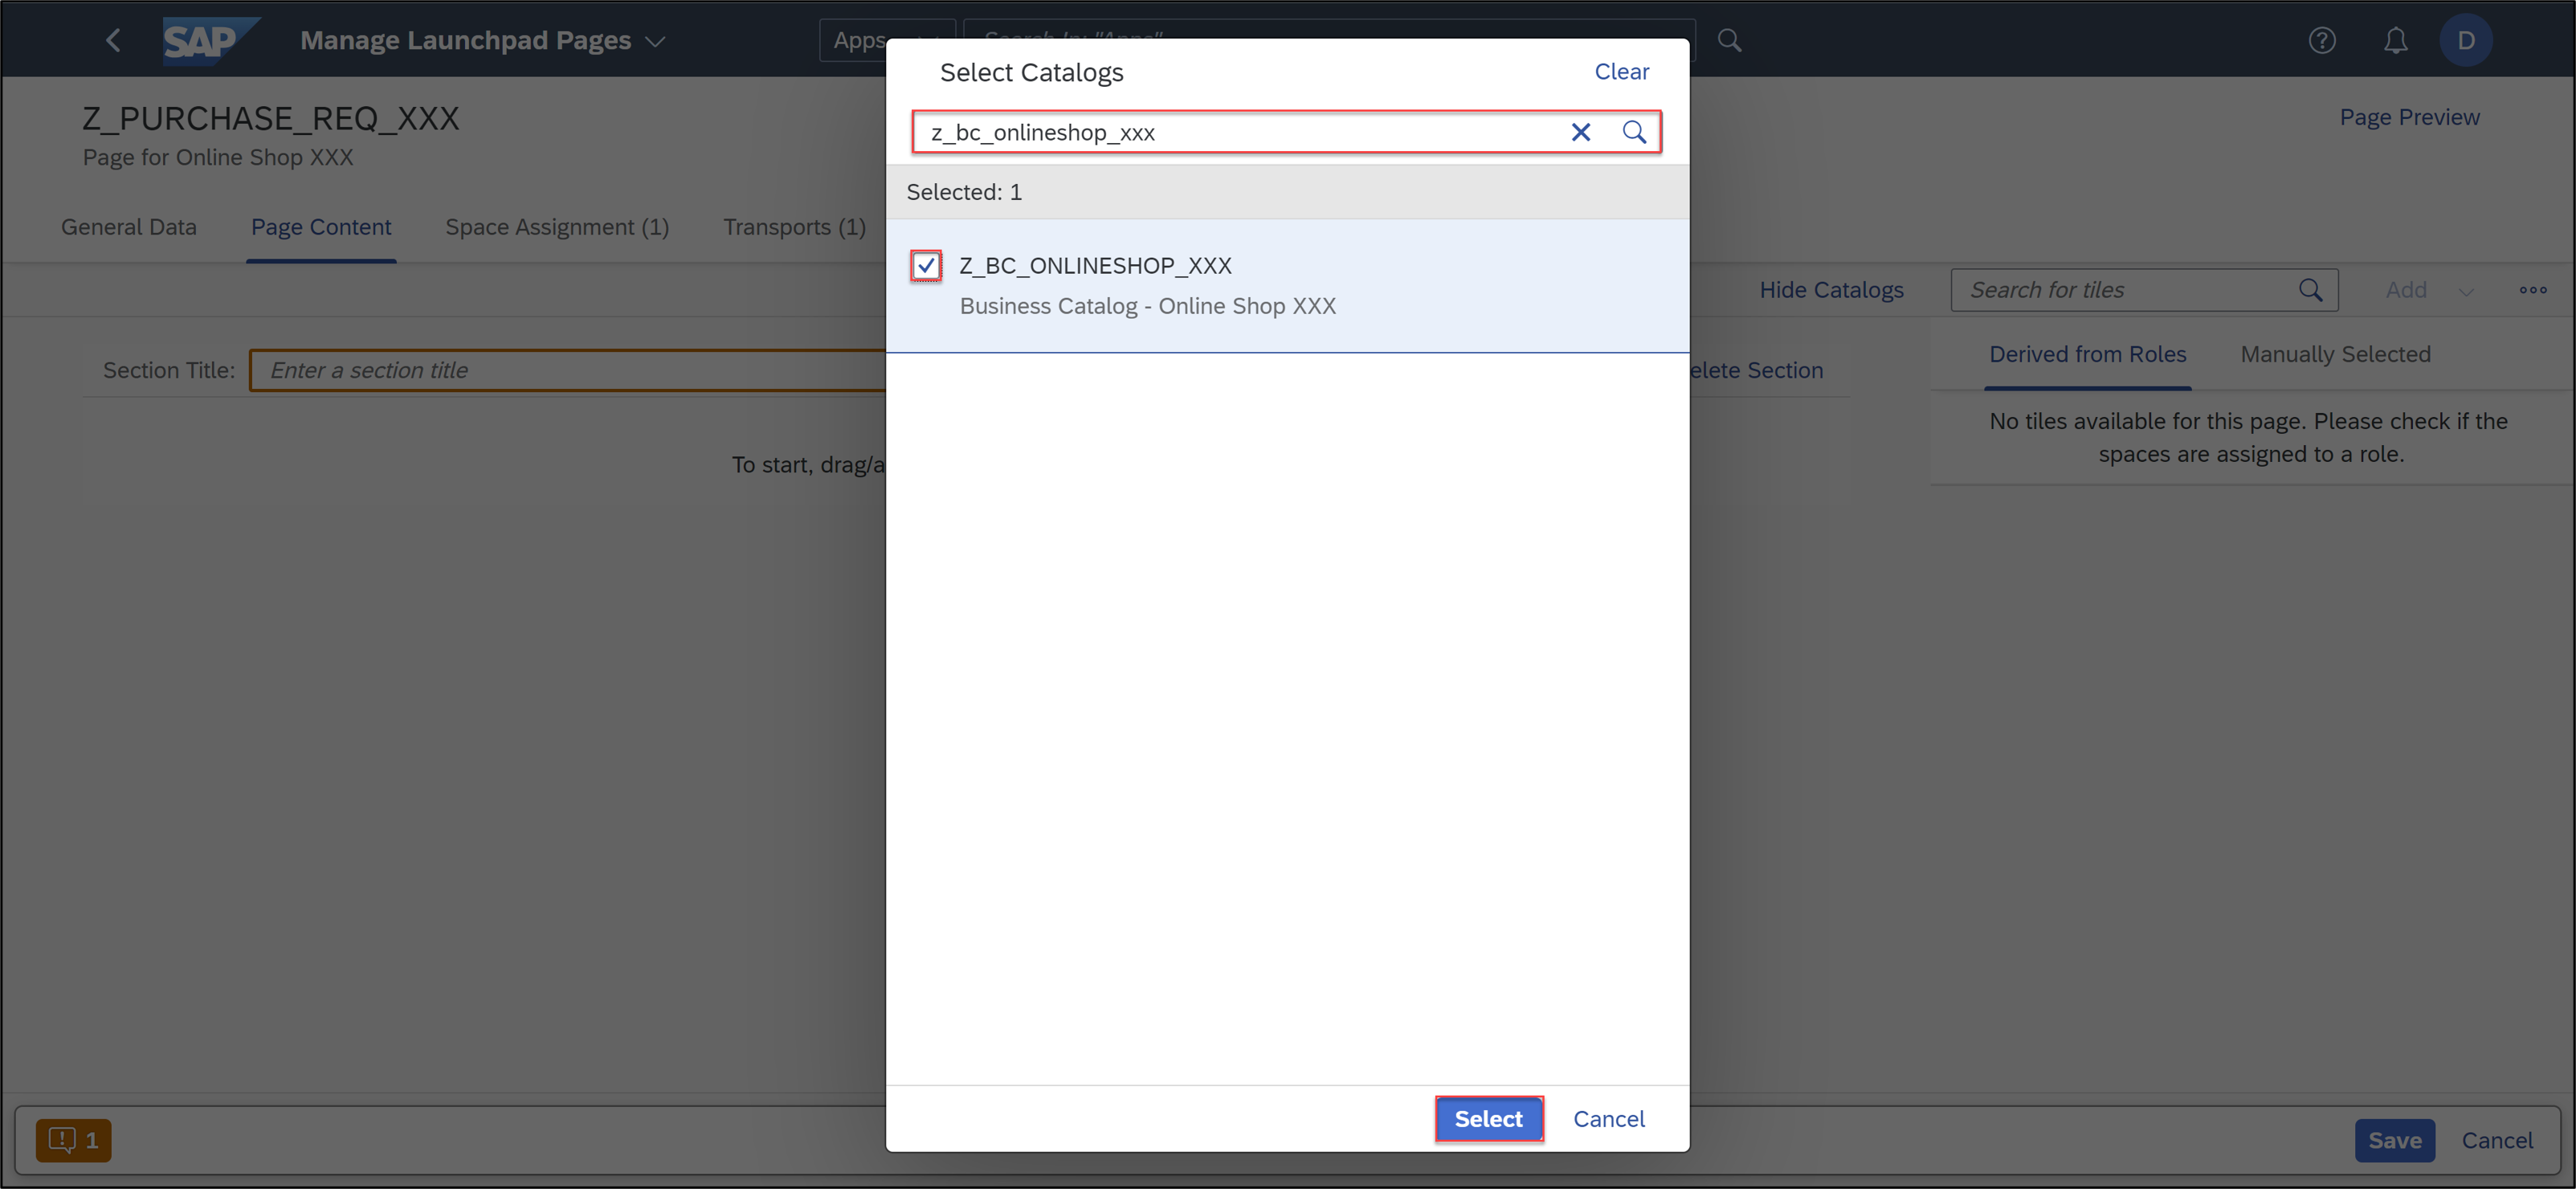 SAP
Manage Launchpad Pages
Apps
Search In: "Apps"
D
Z_PURCHASE_REQ_XXX
Page for Online Shop XXX
Page Preview
General Data
Page Content
Space Assignment (1)
Transports (1)
Hide Catalogs
Search for tiles
Add
Section Title:
Enter a section title
elete Section
To start, drag/a
Derived from Roles
Manually Selected
No tiles available for this page. Please check if the
spaces are assigned to a role.
Select Catalogs
Clear
z_bc_onlineshop_xxx
Selected: 1
Z_BC_ONLINESHOP_XXX
Business Catalog - Online Shop XXX
Select
Cancel
1
Save
Cancel